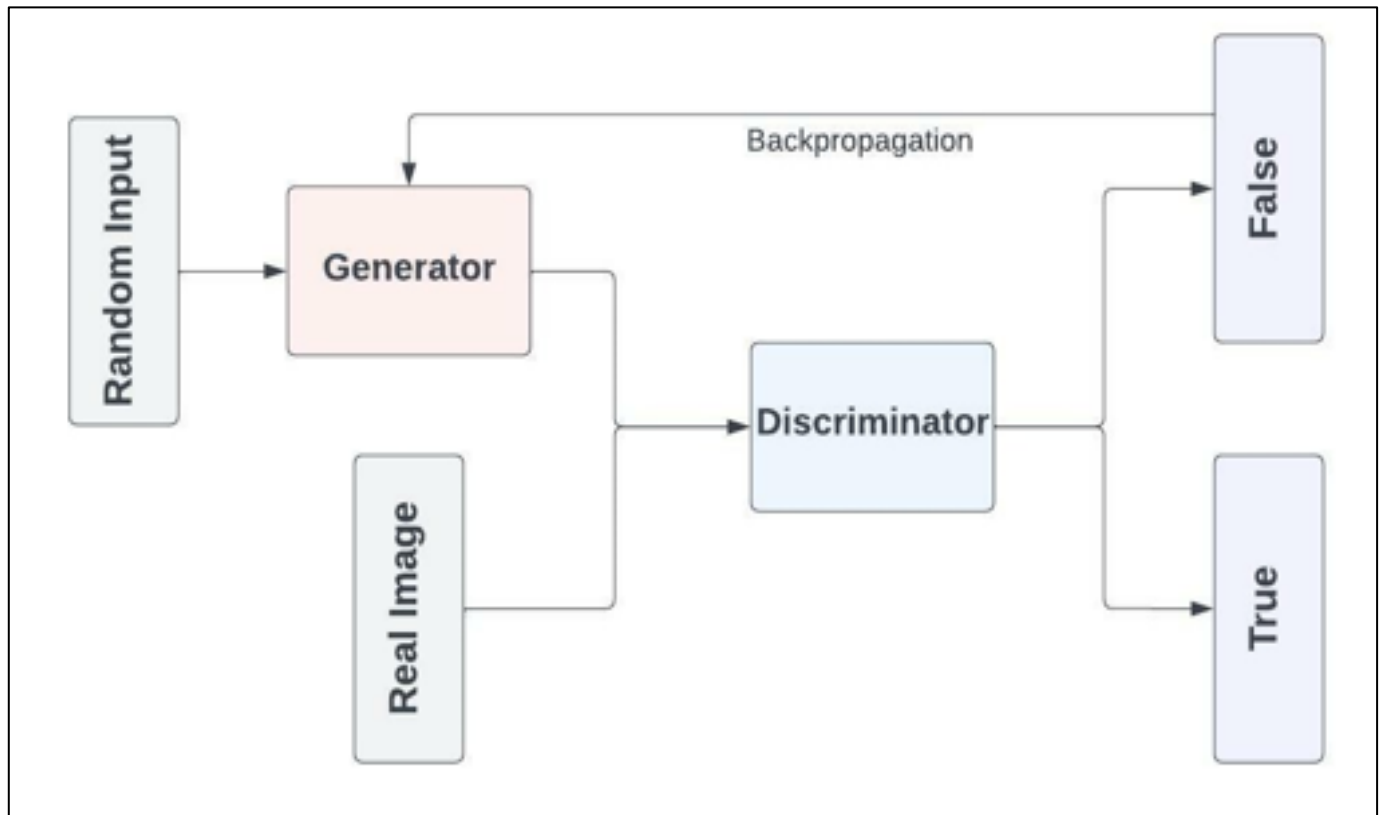 Random Input
Generator
Backpropagation
False
Real Image
Discriminator
True